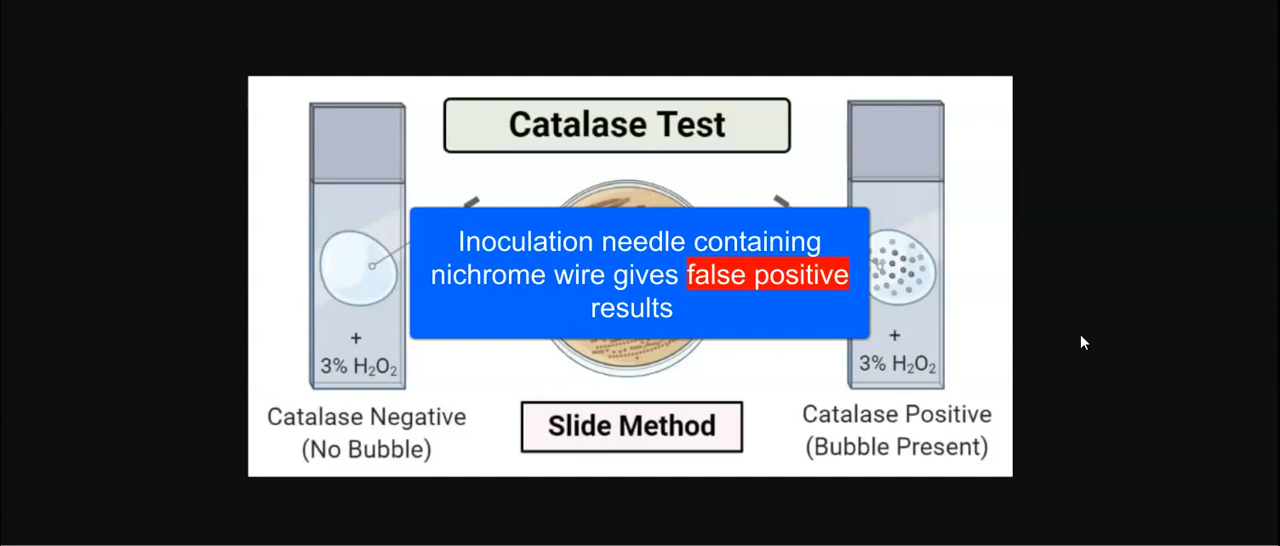 Catalase Test
Inoculation needle containing
nichrome wire gives false positive
results
+
3% H₂O₂
+
3% H₂O₂
Catalase Negative
(No Bubble)
Slide Method
Catalase Positive
(Bubble Present)